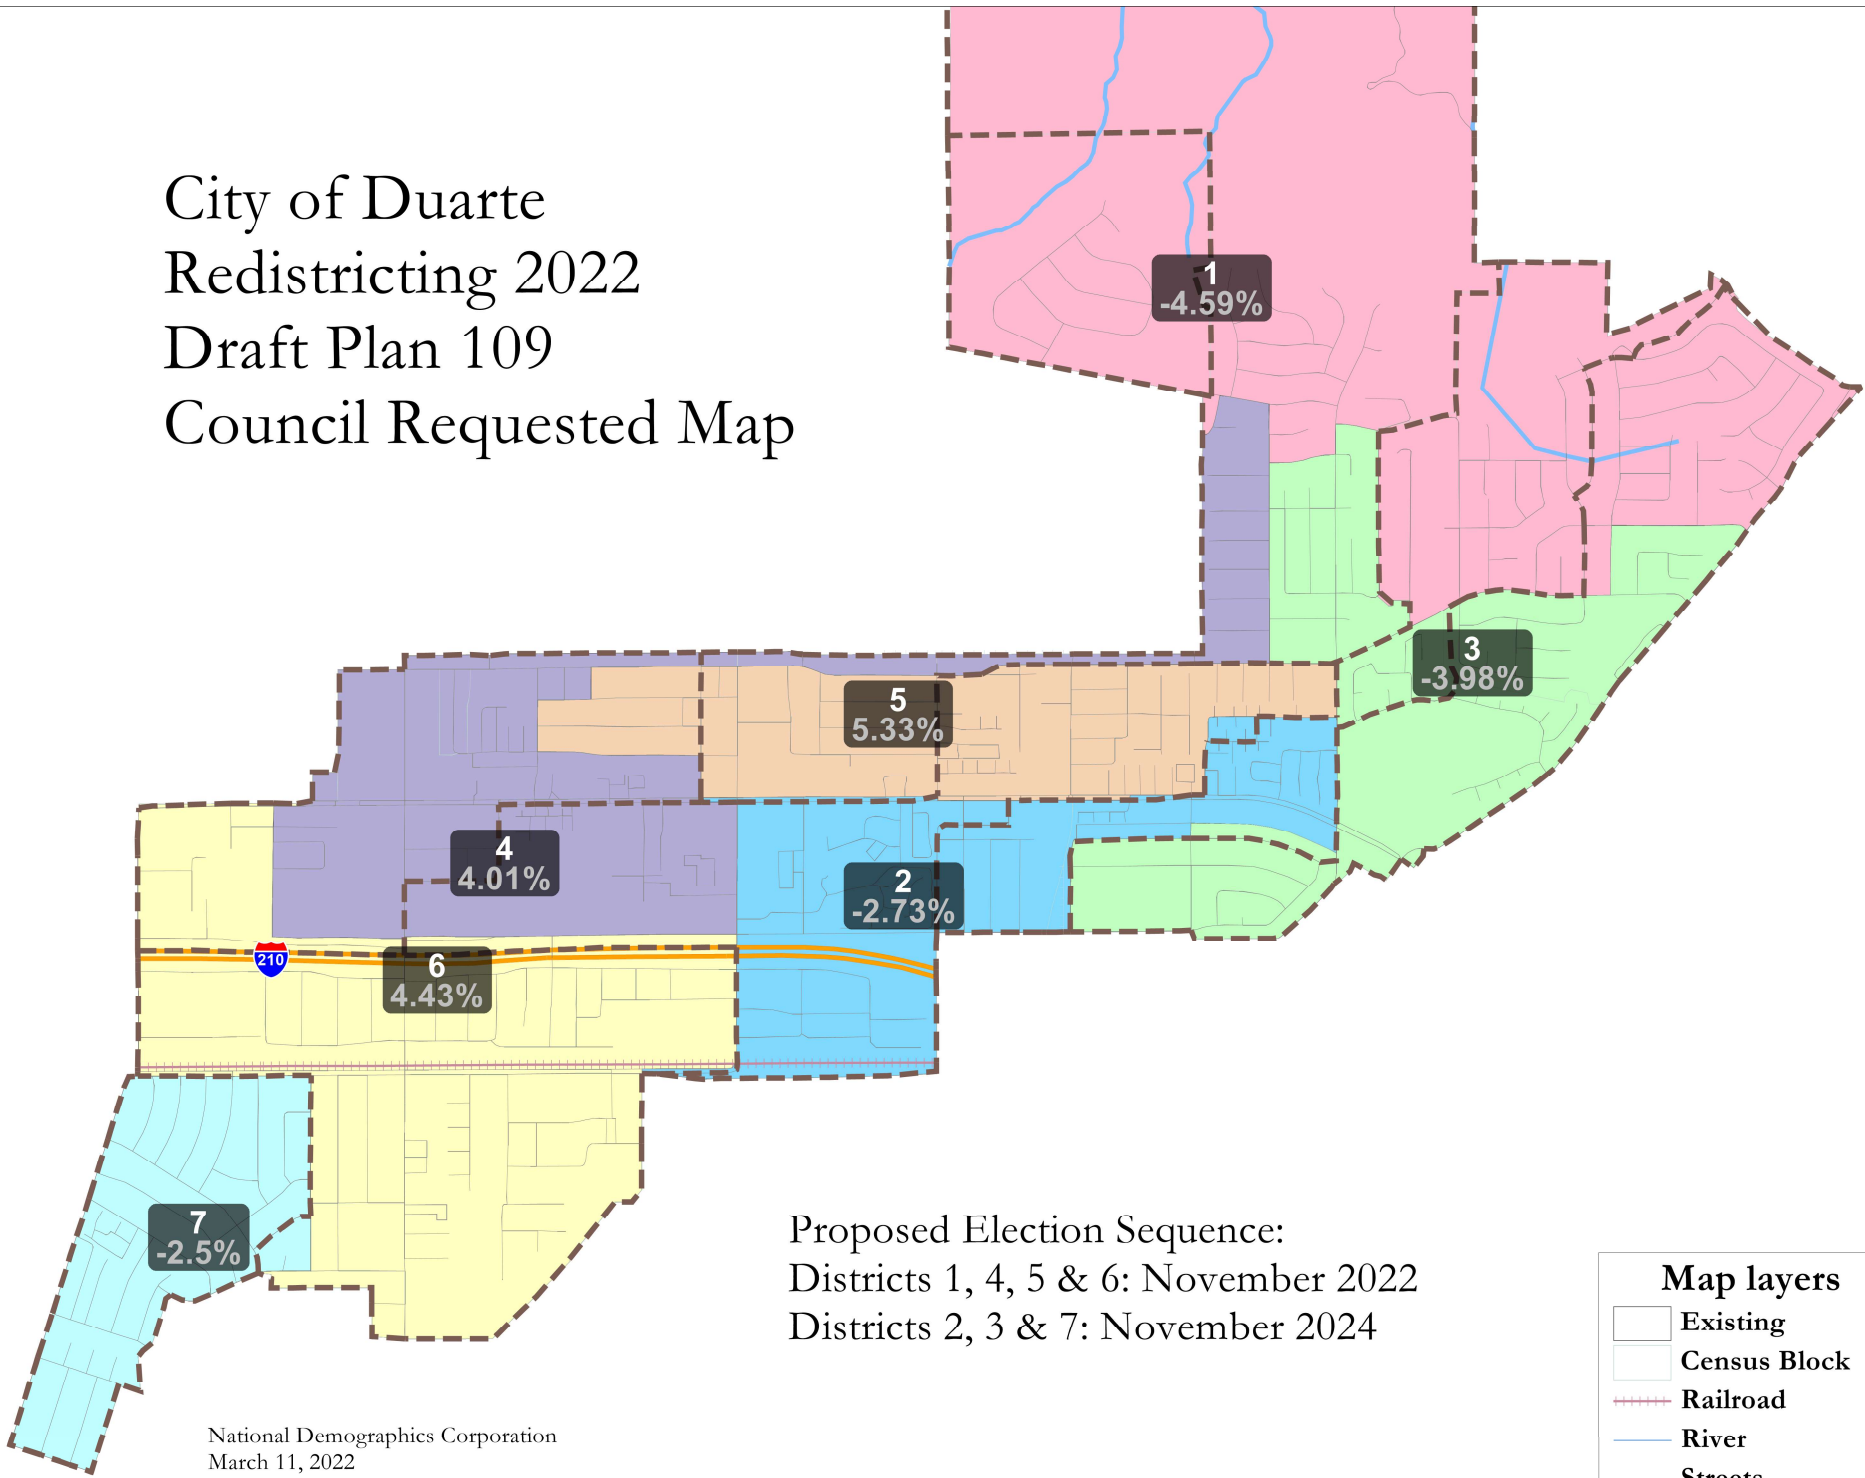 City of Duarte
Redistricting 2022
Draft Plan 109
Council Requested Map
1
-4.59%
3
-3.98%
5
5.33%
4
4.01%
2
-2.73%
210
6
4.43%
7
-2.5%
Proposed Election Sequence:
Districts 1, 4, 5 & 6: November 2022
Districts 2, 3 & 7: November 2024
Map layers
Existing
Census Block
Railroad
River
Streets
National Demographics Corporation
March 11, 2022